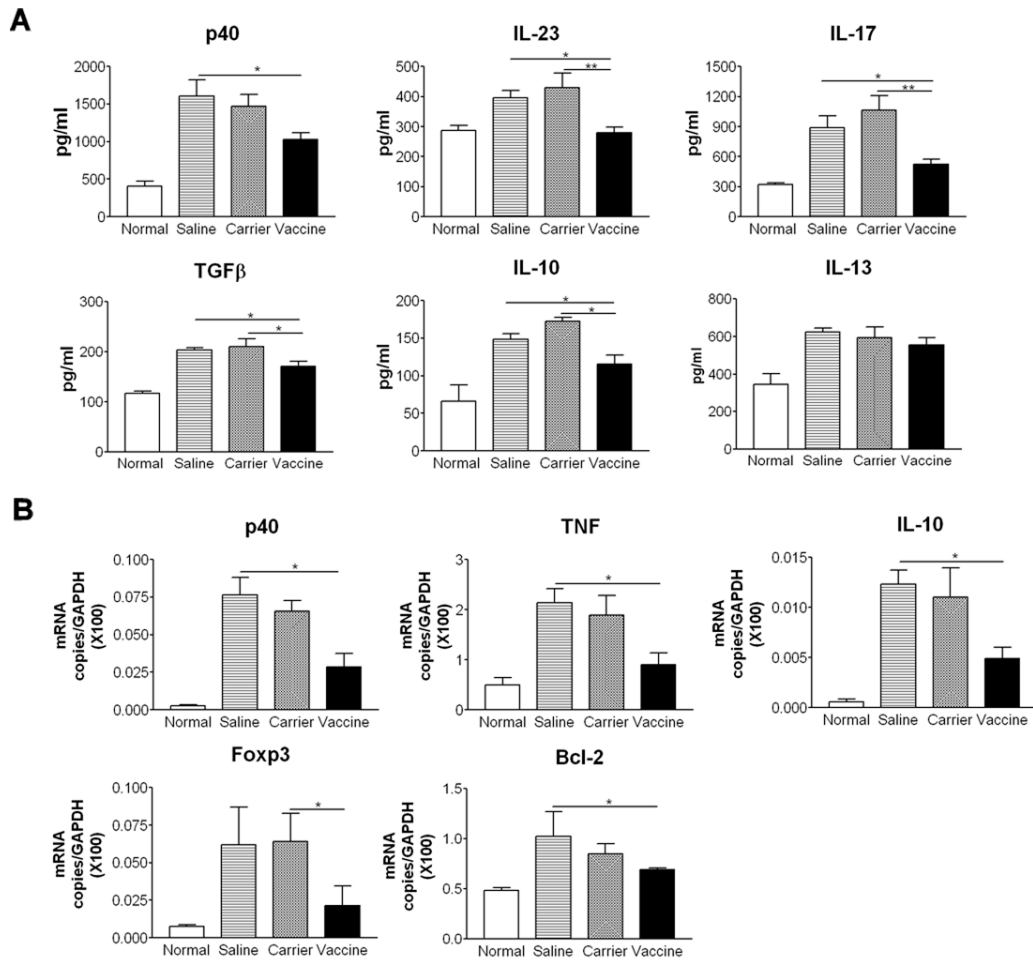 A
p40
IL-23
IL-17
pg/ml
2000
1500
1000
500
0
*
Normal Saline Carrier Vaccine
pg/ml
500
400
300
200
100
0
*
**
Normal Saline Carrier Vaccine
pg/ml
1500
1200
900
600
300
0
*
**
Normal Saline Carrier Vaccine
TGFβ
IL-10
IL-13
pg/ml
300
200
100
0
*
*
Normal Saline Carrier Vaccine
pg/ml
200
150
100
50
0
*
*
Normal Saline Carrier Vaccine
pg/ml
800
600
400
200
0
Normal Saline Carrier Vaccine
B
p40
TNF
IL-10
mRNA
copies/GAPDH
(X100)
0.100
0.075
0.050
0.025
0.000
*
Normal Saline Carrier Vaccine
mRNA
copies/GAPDH
(X100)
3
2
1
0
*
Normal Saline Carrier Vaccine
mRNA
copies/GAPDH
(X100)
0.015
0.010
0.005
0.000
*
Normal Saline Carrier Vaccine
Foxp3
Bcl-2
mRNA
copies/GAPDH
(X100)
0.100
0.075
0.050
0.025
0.000
*
Normal Saline Carrier Vaccine
mRNA
copies/GAPDH
(X100)
1.5
1.0
0.5
0.0
*
Normal Saline Carrier Vaccine